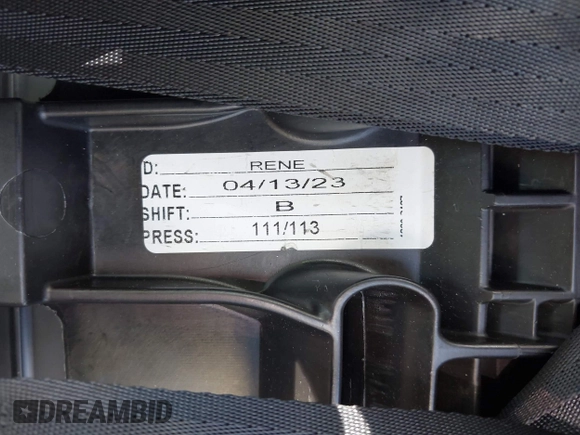 D: RENE
DATE: 04/13/23
SHIFT: B
PRESS: 111/113
DREAMBID